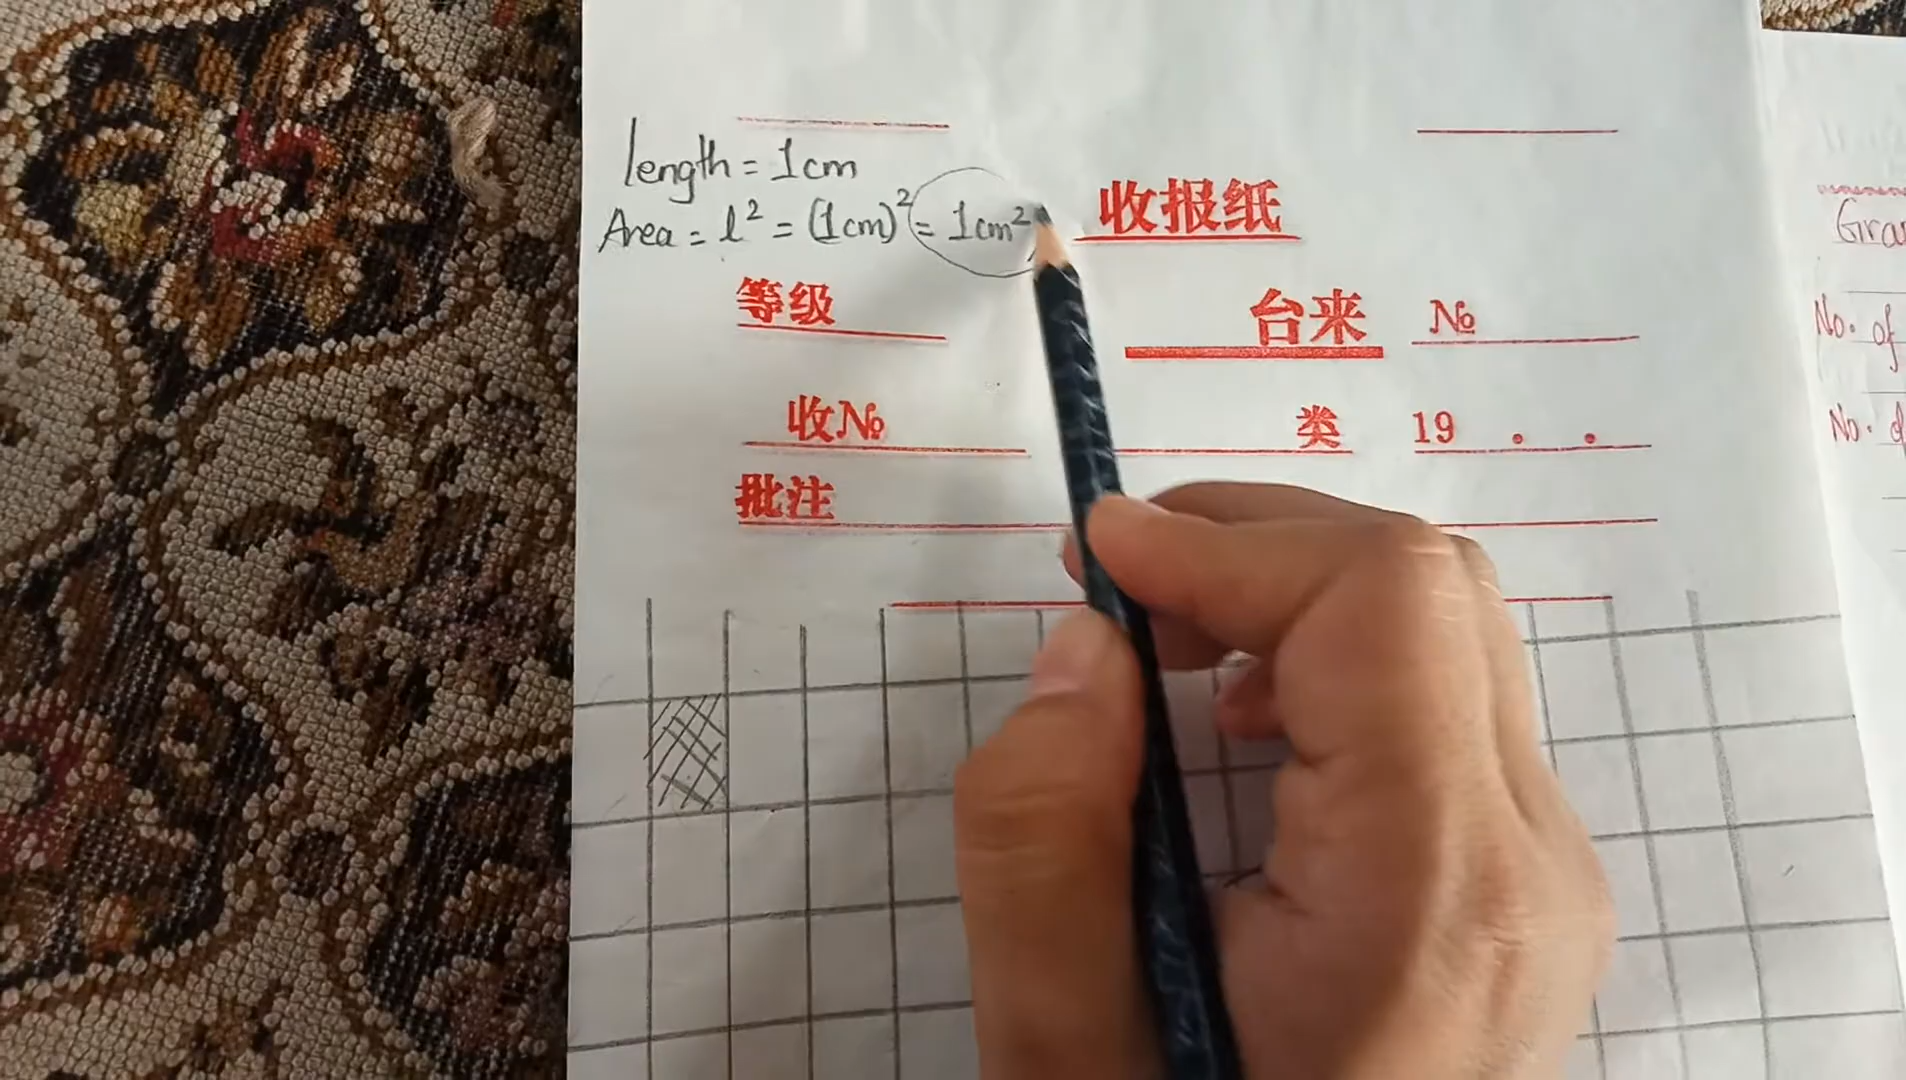 length = 1cm
Area = l² = (1cm)² = 1cm²
收报纸
等级
台来 №
收№ 类 19 . .
批注
Gra
No. of
No.